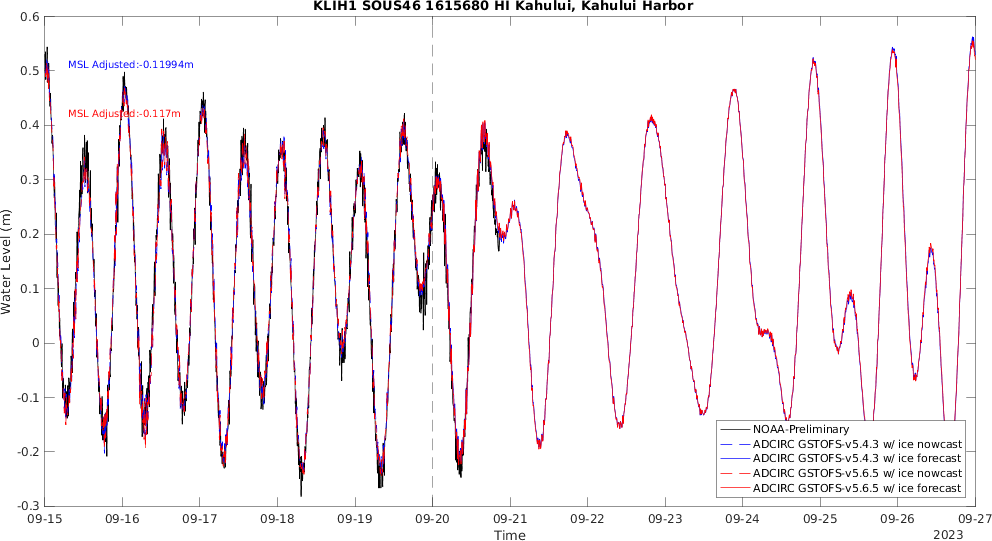 KLIH1 SOUS46 1615680 HI Kahului, Kahului Harbor
0.6
0.5
0.4
0.3
0.2
0.1
0
-0.1
-0.2
-0.3
Water Level (m)
MSL Adjusted:-0.11994m
MSL Adjusted:-0.117m
NOAA-Preliminary
ADCIRC GSTOFS-v5.4.3 w/ ice nowcast
ADCIRC GSTOFS-v5.4.3 w/ ice forecast
ADCIRC GSTOFS-v5.6.5 w/ ice nowcast
ADCIRC GSTOFS-v5.6.5 w/ ice forecast
09-15 09-16 09-17 09-18 09-19 09-20 09-21 09-22 09-23 09-24 09-25 09-26 09-27
Time
2023